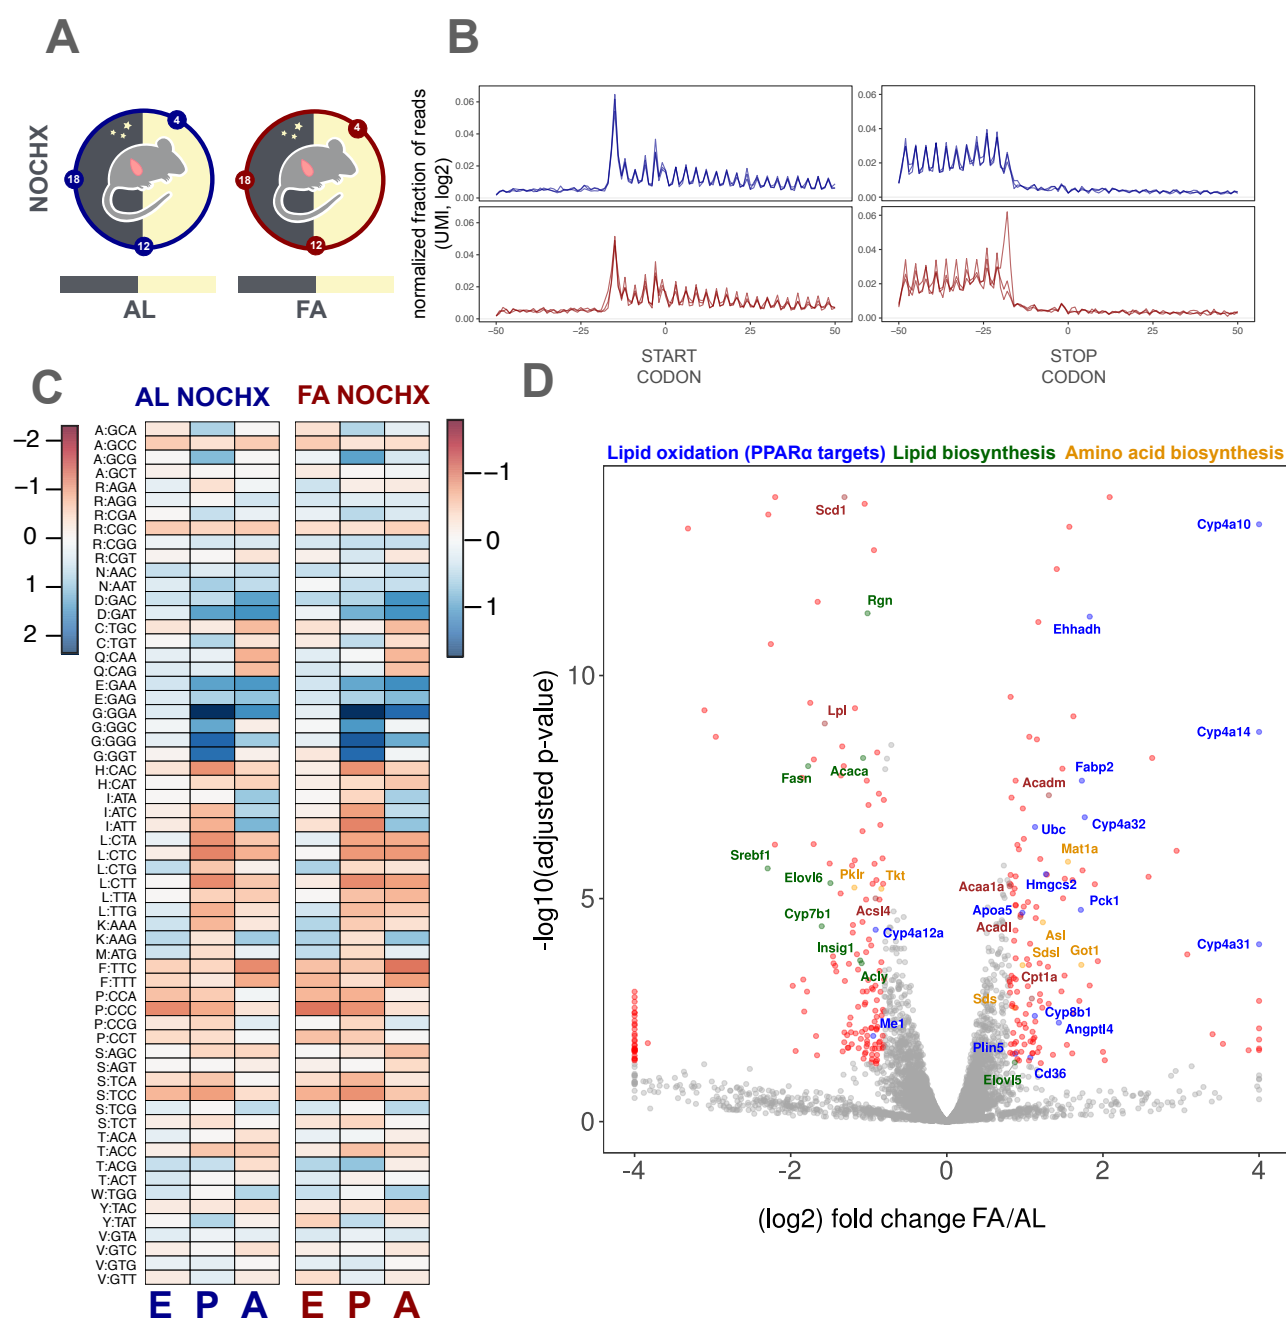 A
B
NOCHX
4
18
12
4
18
12
AL
FA
normalized fraction of reads
(UMI, log2)
0.06
0.04
0.02
0.00
0.06
0.04
0.02
0.00
0.06
0.04
0.02
0.00
0.06
0.04
0.02
0.00
−50
−25
0
25
50
−50
−25
0
25
50
START
CODON
STOP
CODON
C
AL NOCHX
FA NOCHX
−2
−1
0
1
2
−1
0
1
A:GCA
A:GCC
A:GCG
A:GCT
R:AGA
R:AGG
R:CGA
R:CGC
R:CGG
R:CGT
N:AAC
N:AAT
D:GAC
D:GAT
C:TGC
C:TGT
Q:CAA
Q:CAG
E:GAA
E:GAG
G:GGA
G:GGC
G:GGG
G:GGT
H:CAC
H:CAT
I:ATA
I:ATC
I:ATT
L:CTA
L:CTC
L:CTG
L:CTT
L:TTA
L:TTG
K:AAA
K:AAG
M:ATG
F:TTC
F:TTT
P:CCA
P:CCC
P:CCG
P:CCT
S:AGC
S:AGT
S:TCA
S:TCC
S:TCG
S:TCT
T:ACA
T:ACC
T:ACG
T:ACT
W:TGG
Y:TAC
Y:TAT
V:GTA
V:GTC
V:GTG
V:GTT
E P A
E P A
D
Lipid oxidation (PPARα targets) Lipid biosynthesis Amino acid biosynthesis
-log10(adjusted p-value)
10
5
0
Scd1
Cyp4a10
Rgn
Ehhadh
Lpl
Cyp4a14
Fasn
Acaca
Fabp2
Acadm
Cyp4a32
Ubc
Srebf1
Mat1a
Elovl6
Pklr
Tkt
Acaa1a
Hmgcs2
Pck1
Cyp7b1
Acsl4
Apoa5
Acadl
Cyp4a12a
Asl
Cyp4a31
Insig1
Sdsl
Got1
Acly
Cpt1a
Sds
Me1
Cyp8b1
Angptl4
Plin5
Cd36
Elovl5
-4
-2
0
2
4
(log2) fold change FA/AL